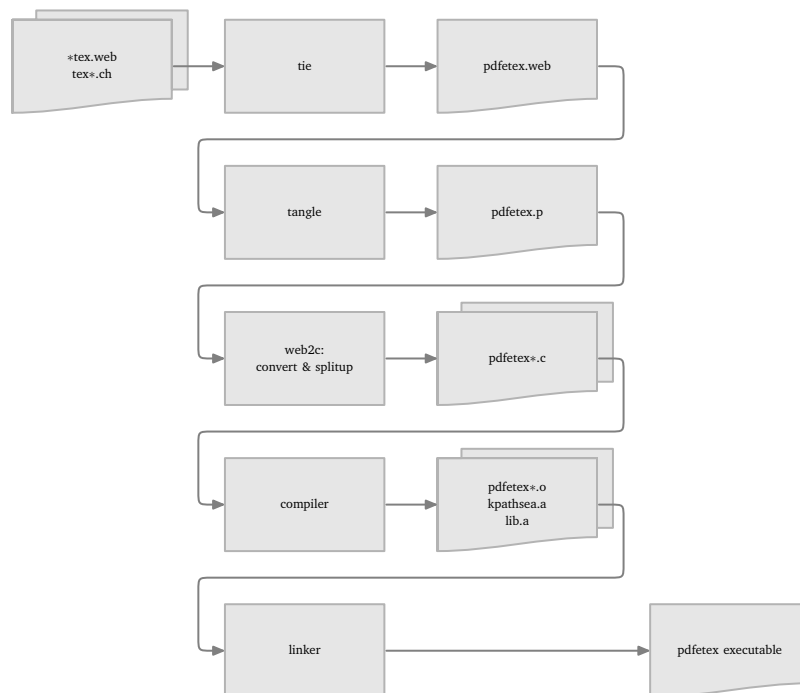 *tex.web
tex*.ch
tie
pdfetex.web
tangle
pdfetex.p
web2c:
convert & splitup
pdfetex*.c
compiler
pdfetex*.o
kpathsea.a
lib.a
linker
pdfetex executable